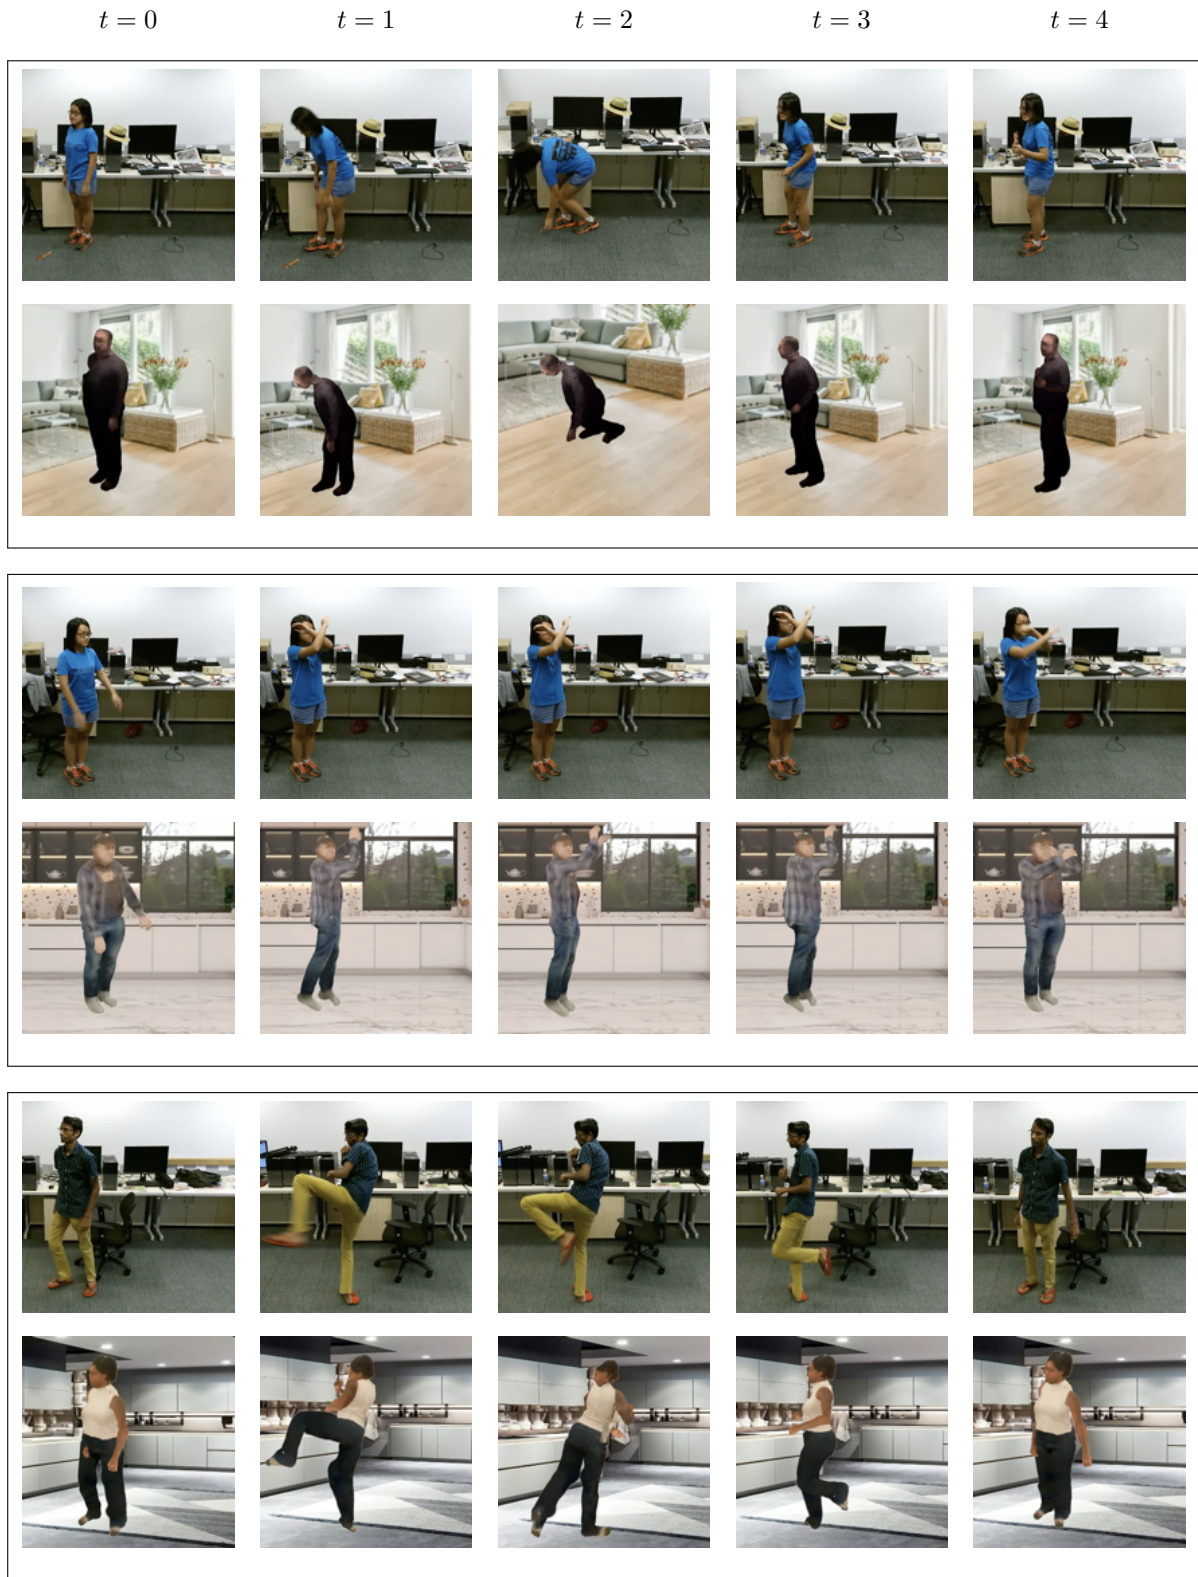 t = 0 t = 1 t = 2 t = 3 t = 4